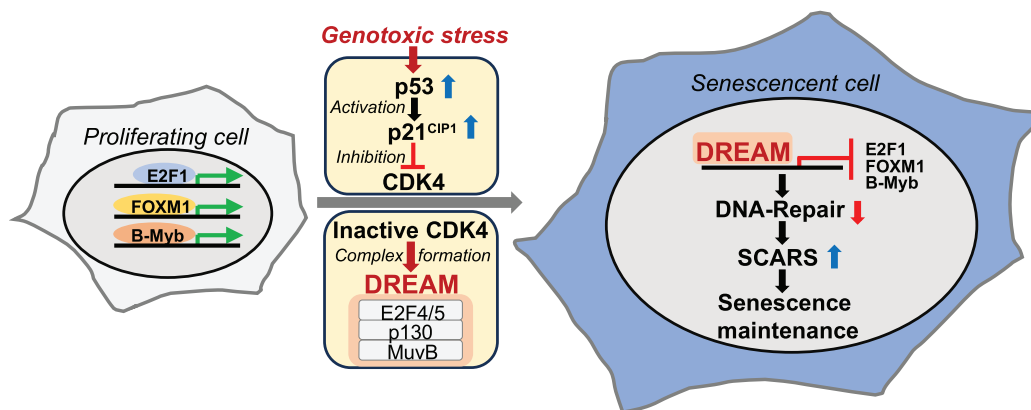 Proliferating cell
E2F1
FOXM1
B-Myb
Genotoxic stress
p53
Activation
p21CIP1
Inhibition
CDK4
Inactive CDK4
Complex formation
DREAM
E2F4/5
p130
MuvB
Senescencent cell
DREAM
E2F1
FOXM1
B-Myb
DNA-Repair
SCARS
Senescence
maintenance